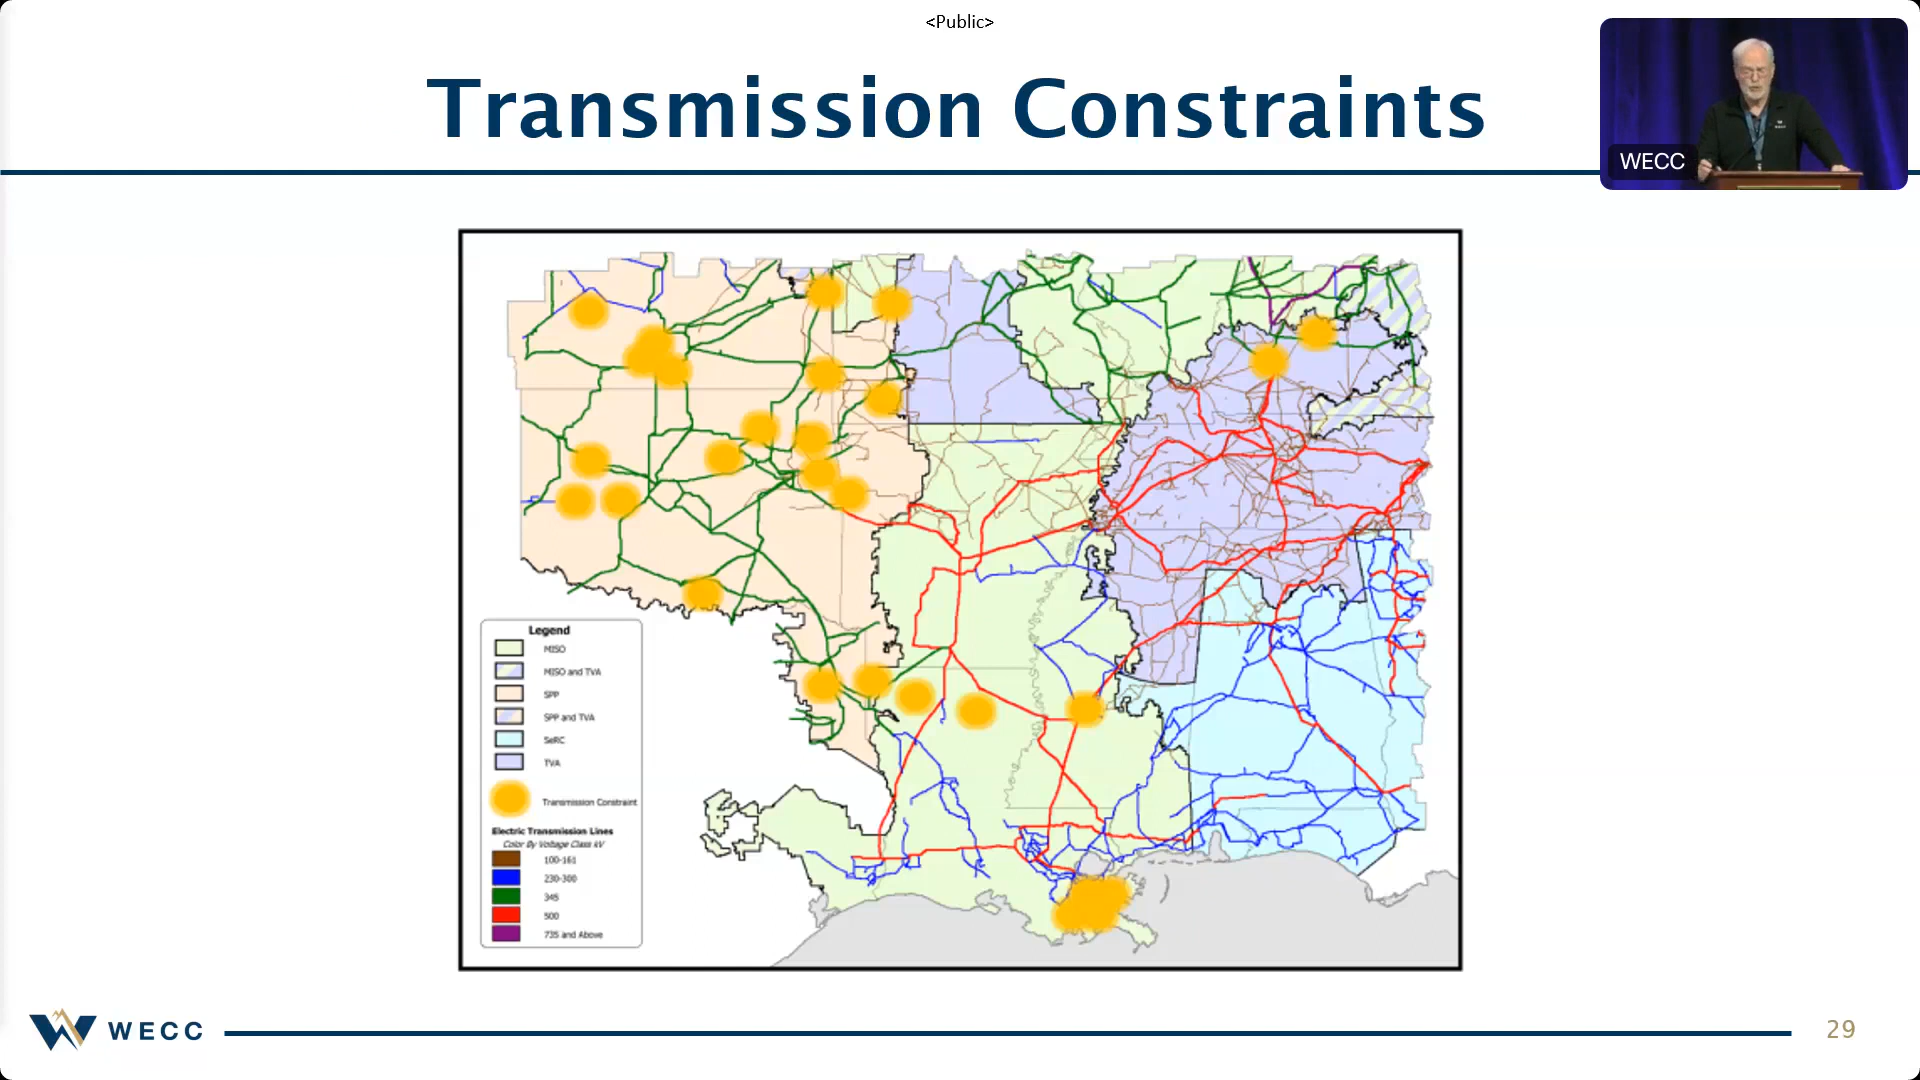 <Public>
Transmission Constraints
WECC
Legend
MISO
MISO and TVA
SPP
SPP and TVA
SeRC
TVA
Transmission Constraint
Electric Transmission Lines
Color By Voltage Class kV
100-161
230-300
345
500
735 and Above
WECC
29